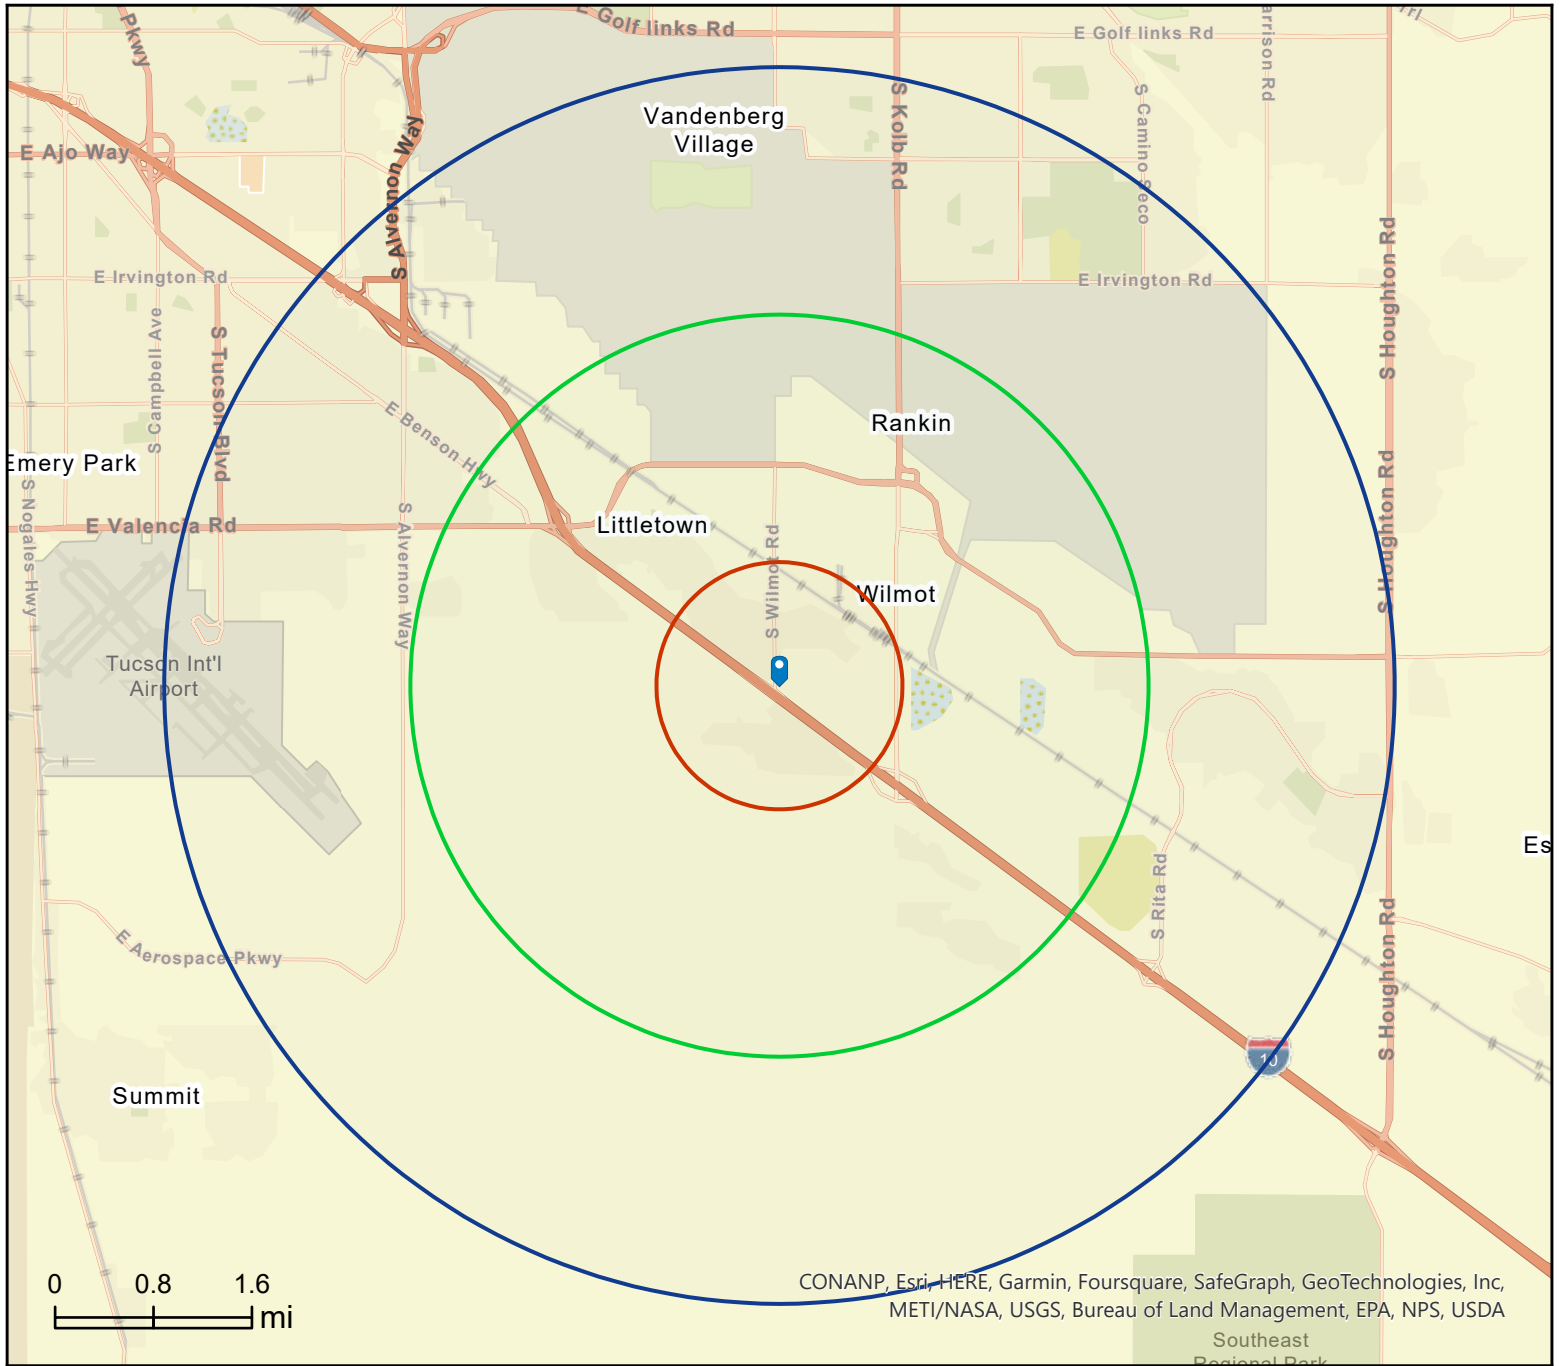 Pkwy
E Golf links Rd
E Golf links Rd
Vandenberg
Village
S Kolb Rd
S Camino Seco
arrison Rd
E Ajo Way
S Alvernon Way
E Irvington Rd
E Irvington Rd
S Houghton Rd
S Campbell Ave
S Tucson Blvd
E Benson Hwy
Rankin
Emery Park
S Nogales Hwy
S Houghton Rd
E Valencia Rd
S Alvernon Way
Littletown
S Wilmot Rd
Wilmot
Tucson Int'l
Airport
Es
S Rita Rd
E Aerospace Pkwy
S Houghton Rd
10
Summit
0 0.8 1.6
mi
CONANP, Esri, HERE, Garmin, Foursquare, SafeGraph, GeoTechnologies, Inc,
METI/NASA, USGS, Bureau of Land Management, EPA, NPS, USDA
Southeast
Regional Park